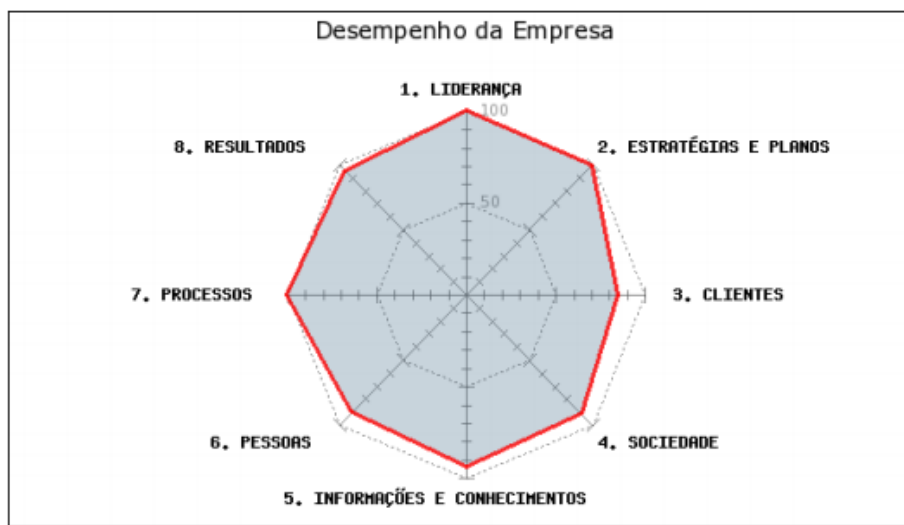 Desempenho da Empresa
1. LIDERANÇA
100
8. RESULTADOS
2. ESTRATÉGIAS E PLANOS
50
7. PROCESSOS
3. CLIENTES
6. PESSOAS
4. SOCIEDADE
5. INFORMAÇÕES E CONHECIMENTOS